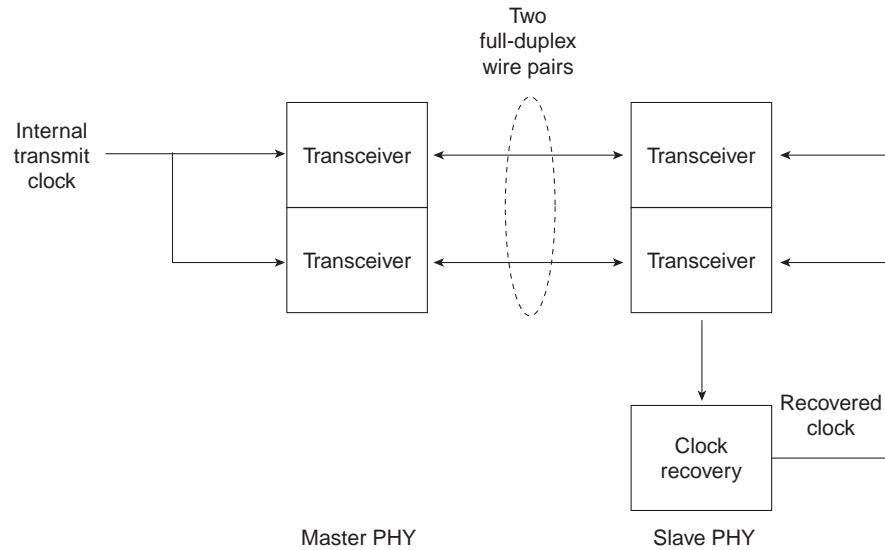 Two
full-duplex
wire pairs
Internal
transmit
clock
Transceiver
Transceiver
Transceiver
Transceiver
Recovered
clock
Clock
recovery
Master PHY
Slave PHY